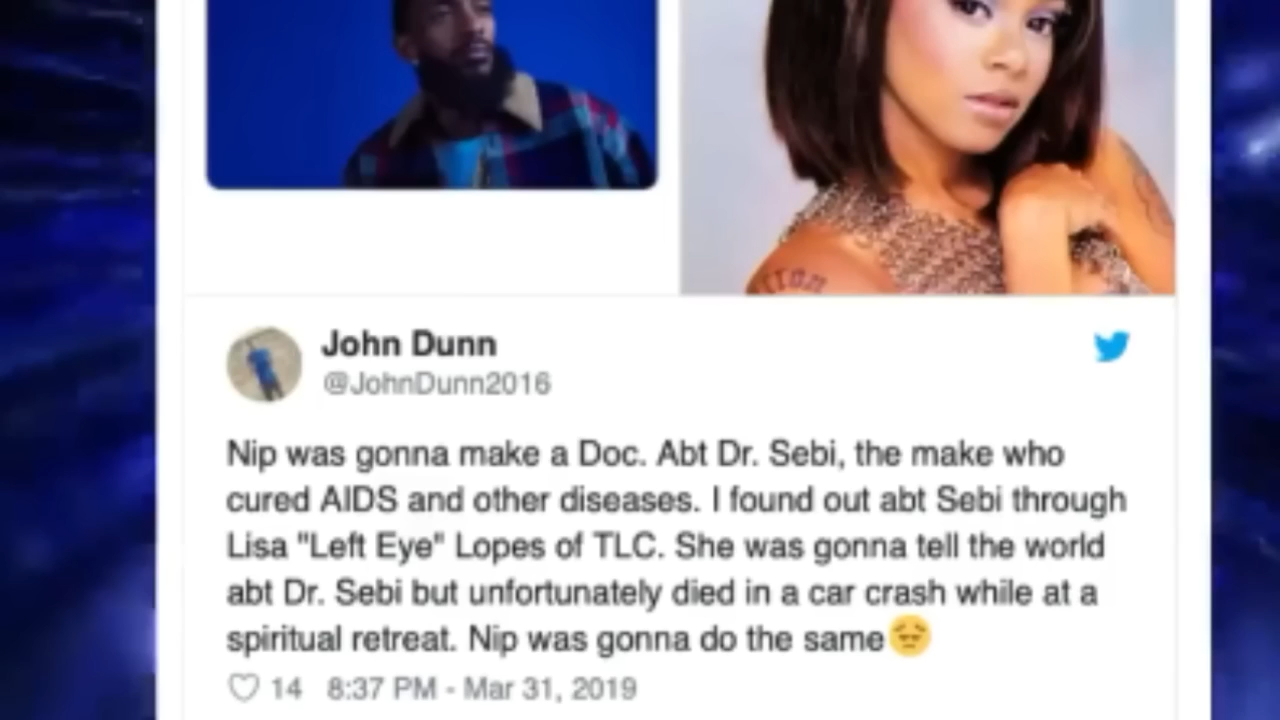 John Dunn
@JohnDunn2016
Nip was gonna make a Doc. Abt Dr. Sebi, the make who
cured AIDS and other diseases. I found out abt Sebi through
Lisa "Left Eye" Lopes of TLC. She was gonna tell the world
abt Dr. Sebi but unfortunately died in a car crash while at a
spiritual retreat. Nip was gonna do the same😔
14 8:37 PM - Mar 31, 2019